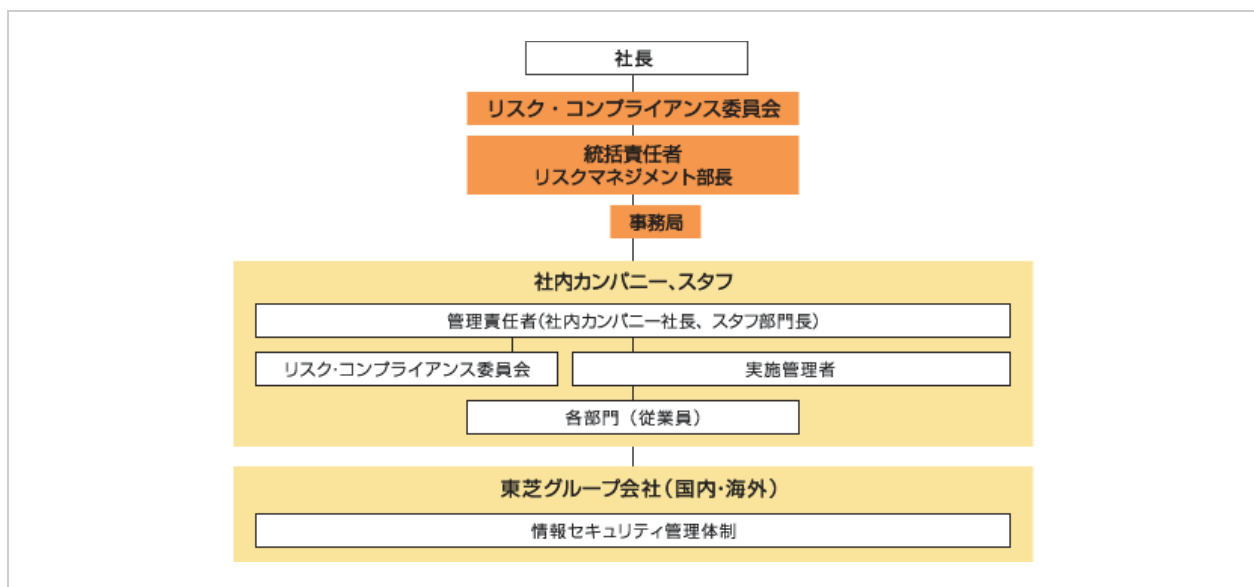 社長
リスク・コンプライアンス委員会
統括責任者
リスクマネジメント部長
事務局
社内カンパニー、スタフ
管理責任者(社内カンパニー社長、スタフ部門長)
リスク・コンプライアンス委員会
実施管理者
各部門（従業員）
東芝グループ会社(国内・海外)
情報セキュリティ管理体制